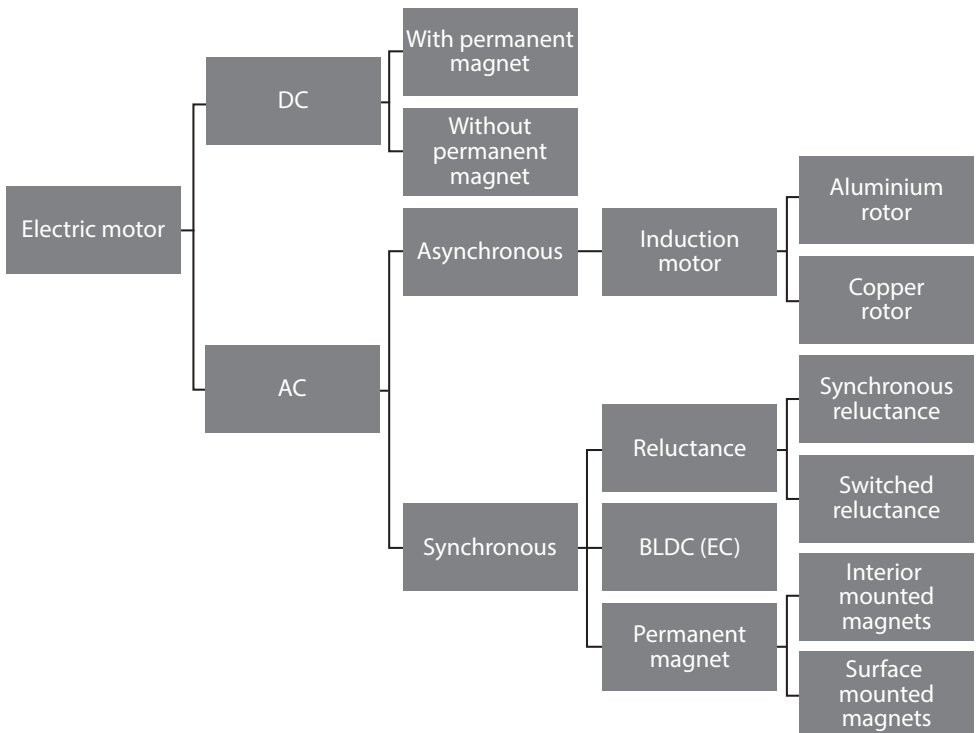 With permanent
magnet
DC
Without
permanent
magnet
Electric motor
Asynchronous
Induction
motor
Aluminium
rotor
Copper
rotor
AC
Synchronous
Reluctance
Synchronous
reluctance
Switched
reluctance
BLDC (EC)
Permanent
magnet
Interior
mounted
magnets
Surface
mounted
magnets